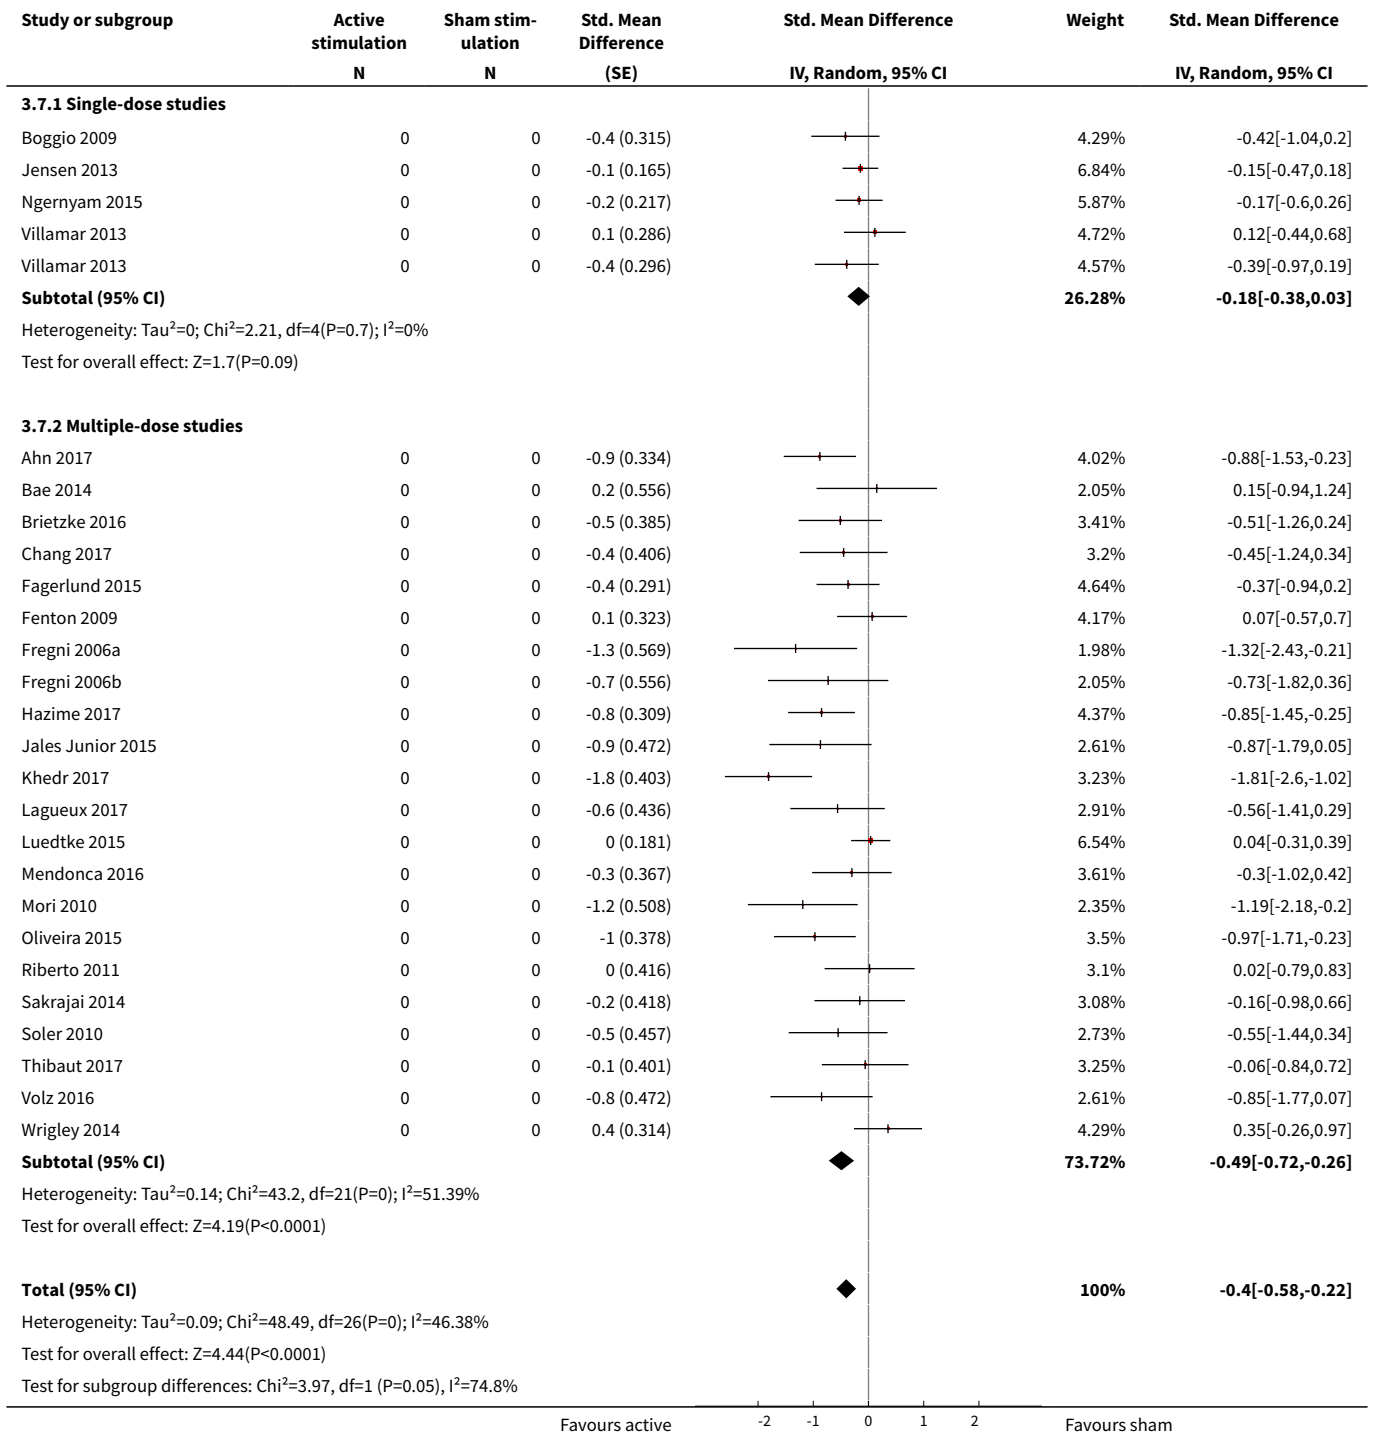 Study or subgroup Active stimulation Sham stim-ulation Std. Mean Difference Std. Mean Difference Weight Std. Mean Difference
N N (SE) IV, Random, 95% CI IV, Random, 95% CI
3.7.1 Single-dose studies
Boggio 2009 0 0 -0.4 (0.315) 4.29% -0.42[-1.04,0.2]
Jensen 2013 0 0 -0.1 (0.165) 6.84% -0.15[-0.47,0.18]
Ngernyam 2015 0 0 -0.2 (0.217) 5.87% -0.17[-0.6,0.26]
Villamar 2013 0 0 0.1 (0.286) 4.72% 0.12[-0.44,0.68]
Villamar 2013 0 0 -0.4 (0.296) 4.57% -0.39[-0.97,0.19]
Subtotal (95% CI) 26.28% -0.18[-0.38,0.03]
Heterogeneity: Tau²=0; Chi²=2.21, df=4(P=0.7); I²=0%
Test for overall effect: Z=1.7(P=0.09)
3.7.2 Multiple-dose studies
Ahn 2017 0 0 -0.9 (0.334) 4.02% -0.88[-1.53,-0.23]
Bae 2014 0 0 0.2 (0.556) 2.05% 0.15[-0.94,1.24]
Brietzke 2016 0 0 -0.5 (0.385) 3.41% -0.51[-1.26,0.24]
Chang 2017 0 0 -0.4 (0.406) 3.2% -0.45[-1.24,0.34]
Fagerlund 2015 0 0 -0.4 (0.291) 4.64% -0.37[-0.94,0.2]
Fenton 2009 0 0 0.1 (0.323) 4.17% 0.07[-0.57,0.7]
Fregni 2006a 0 0 -1.3 (0.569) 1.98% -1.32[-2.43,-0.21]
Fregni 2006b 0 0 -0.7 (0.556) 2.05% -0.73[-1.82,0.36]
Hazime 2017 0 0 -0.8 (0.309) 4.37% -0.85[-1.45,-0.25]
Jales Junior 2015 0 0 -0.9 (0.472) 2.61% -0.87[-1.79,0.05]
Khedr 2017 0 0 -1.8 (0.403) 3.23% -1.81[-2.6,-1.02]
Lagueux 2017 0 0 -0.6 (0.436) 2.91% -0.56[-1.41,0.29]
Luedtke 2015 0 0 0 (0.181) 6.54% 0.04[-0.31,0.39]
Mendonca 2016 0 0 -0.3 (0.367) 3.61% -0.3[-1.02,0.42]
Mori 2010 0 0 -1.2 (0.508) 2.35% -1.19[-2.18,-0.2]
Oliveira 2015 0 0 -1 (0.378) 3.5% -0.97[-1.71,-0.23]
Riberto 2011 0 0 0 (0.416) 3.1% 0.02[-0.79,0.83]
Sakrajai 2014 0 0 -0.2 (0.418) 3.08% -0.16[-0.98,0.66]
Soler 2010 0 0 -0.5 (0.457) 2.73% -0.55[-1.44,0.34]
Thibaut 2017 0 0 -0.1 (0.401) 3.25% -0.06[-0.84,0.72]
Volz 2016 0 0 -0.8 (0.472) 2.61% -0.85[-1.77,0.07]
Wrigley 2014 0 0 0.4 (0.314) 4.29% 0.35[-0.26,0.97]
Subtotal (95% CI) 73.72% -0.49[-0.72,-0.26]
Heterogeneity: Tau²=0.14; Chi²=43.2, df=21(P=0); I²=51.39%
Test for overall effect: Z=4.19(P<0.0001)
Total (95% CI) 100% -0.4[-0.58,-0.22]
Heterogeneity: Tau²=0.09; Chi²=48.49, df=26(P=0); I²=46.38%
Test for overall effect: Z=4.44(P<0.0001)
Test for subgroup differences: Chi²=3.97, df=1 (P=0.05), I²=74.8%
Favours active -2 -1 0 1 2 Favours sham